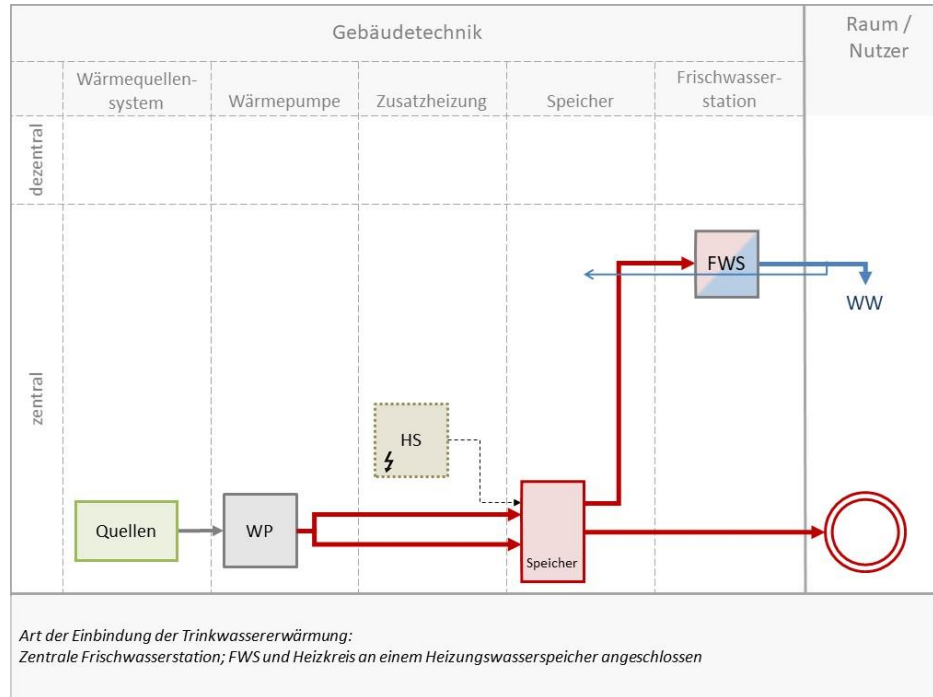 Gebäudetechnik
Raum /
Nutzer
Wärmequellen-
system
Wärmepumpe
Zusatzheizung
Speicher
Frischwasser-
station
dezentral
zentral
FWS
WW
HS
Quellen
WP
Speicher
Art der Einbindung der Trinkwassererwärmung:
Zentrale Frischwasserstation; FWS und Heizkreis an einem Heizungswasserspeicher angeschlossen